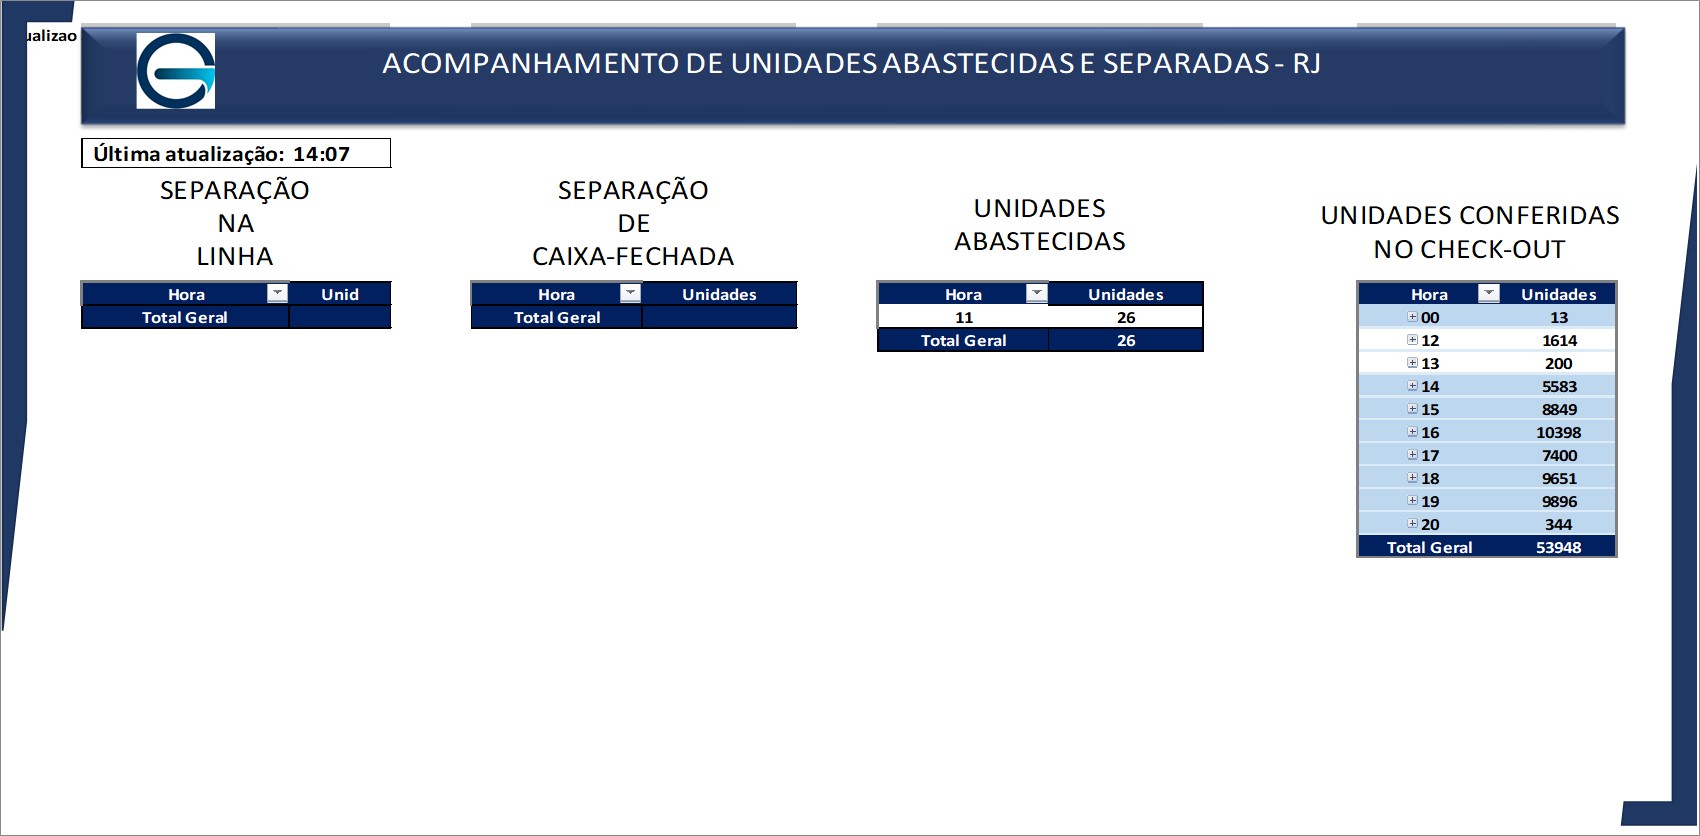 ualizao
ACOMPANHAMENTO DE UNIDADES ABASTECIDAS E SEPARADAS - RJ
Última atualização: 14:07
SEPARAÇÃO
NA
LINHA
Hora Unid
Total Geral
SEPARAÇÃO
DE
CAIXA-FECHADA
Hora Unidades
Total Geral
UNIDADES
ABASTECIDAS
Hora Unidades
11 26
Total Geral 26
UNIDADES CONFERIDAS
NO CHECK-OUT
Hora Unidades
00 13
12 1614
13 200
14 5583
15 8849
16 10398
17 7400
18 9651
19 9896
20 344
Total Geral 53948